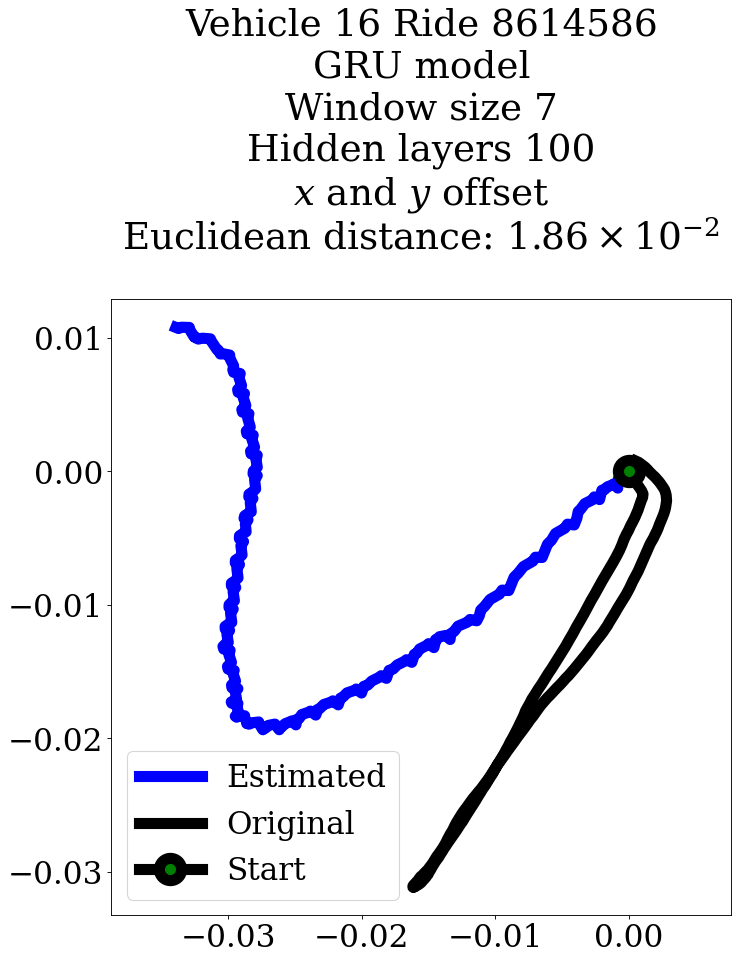 Vehicle 16 Ride 8614586
GRU model
Window size 7
Hidden layers 100
x and y offset
Euclidean distance: 1.86 × 10⁻²
0.01
0.00
−0.01
−0.02
−0.03
Estimated
Original
Start
−0.03 −0.02 −0.01 0.00